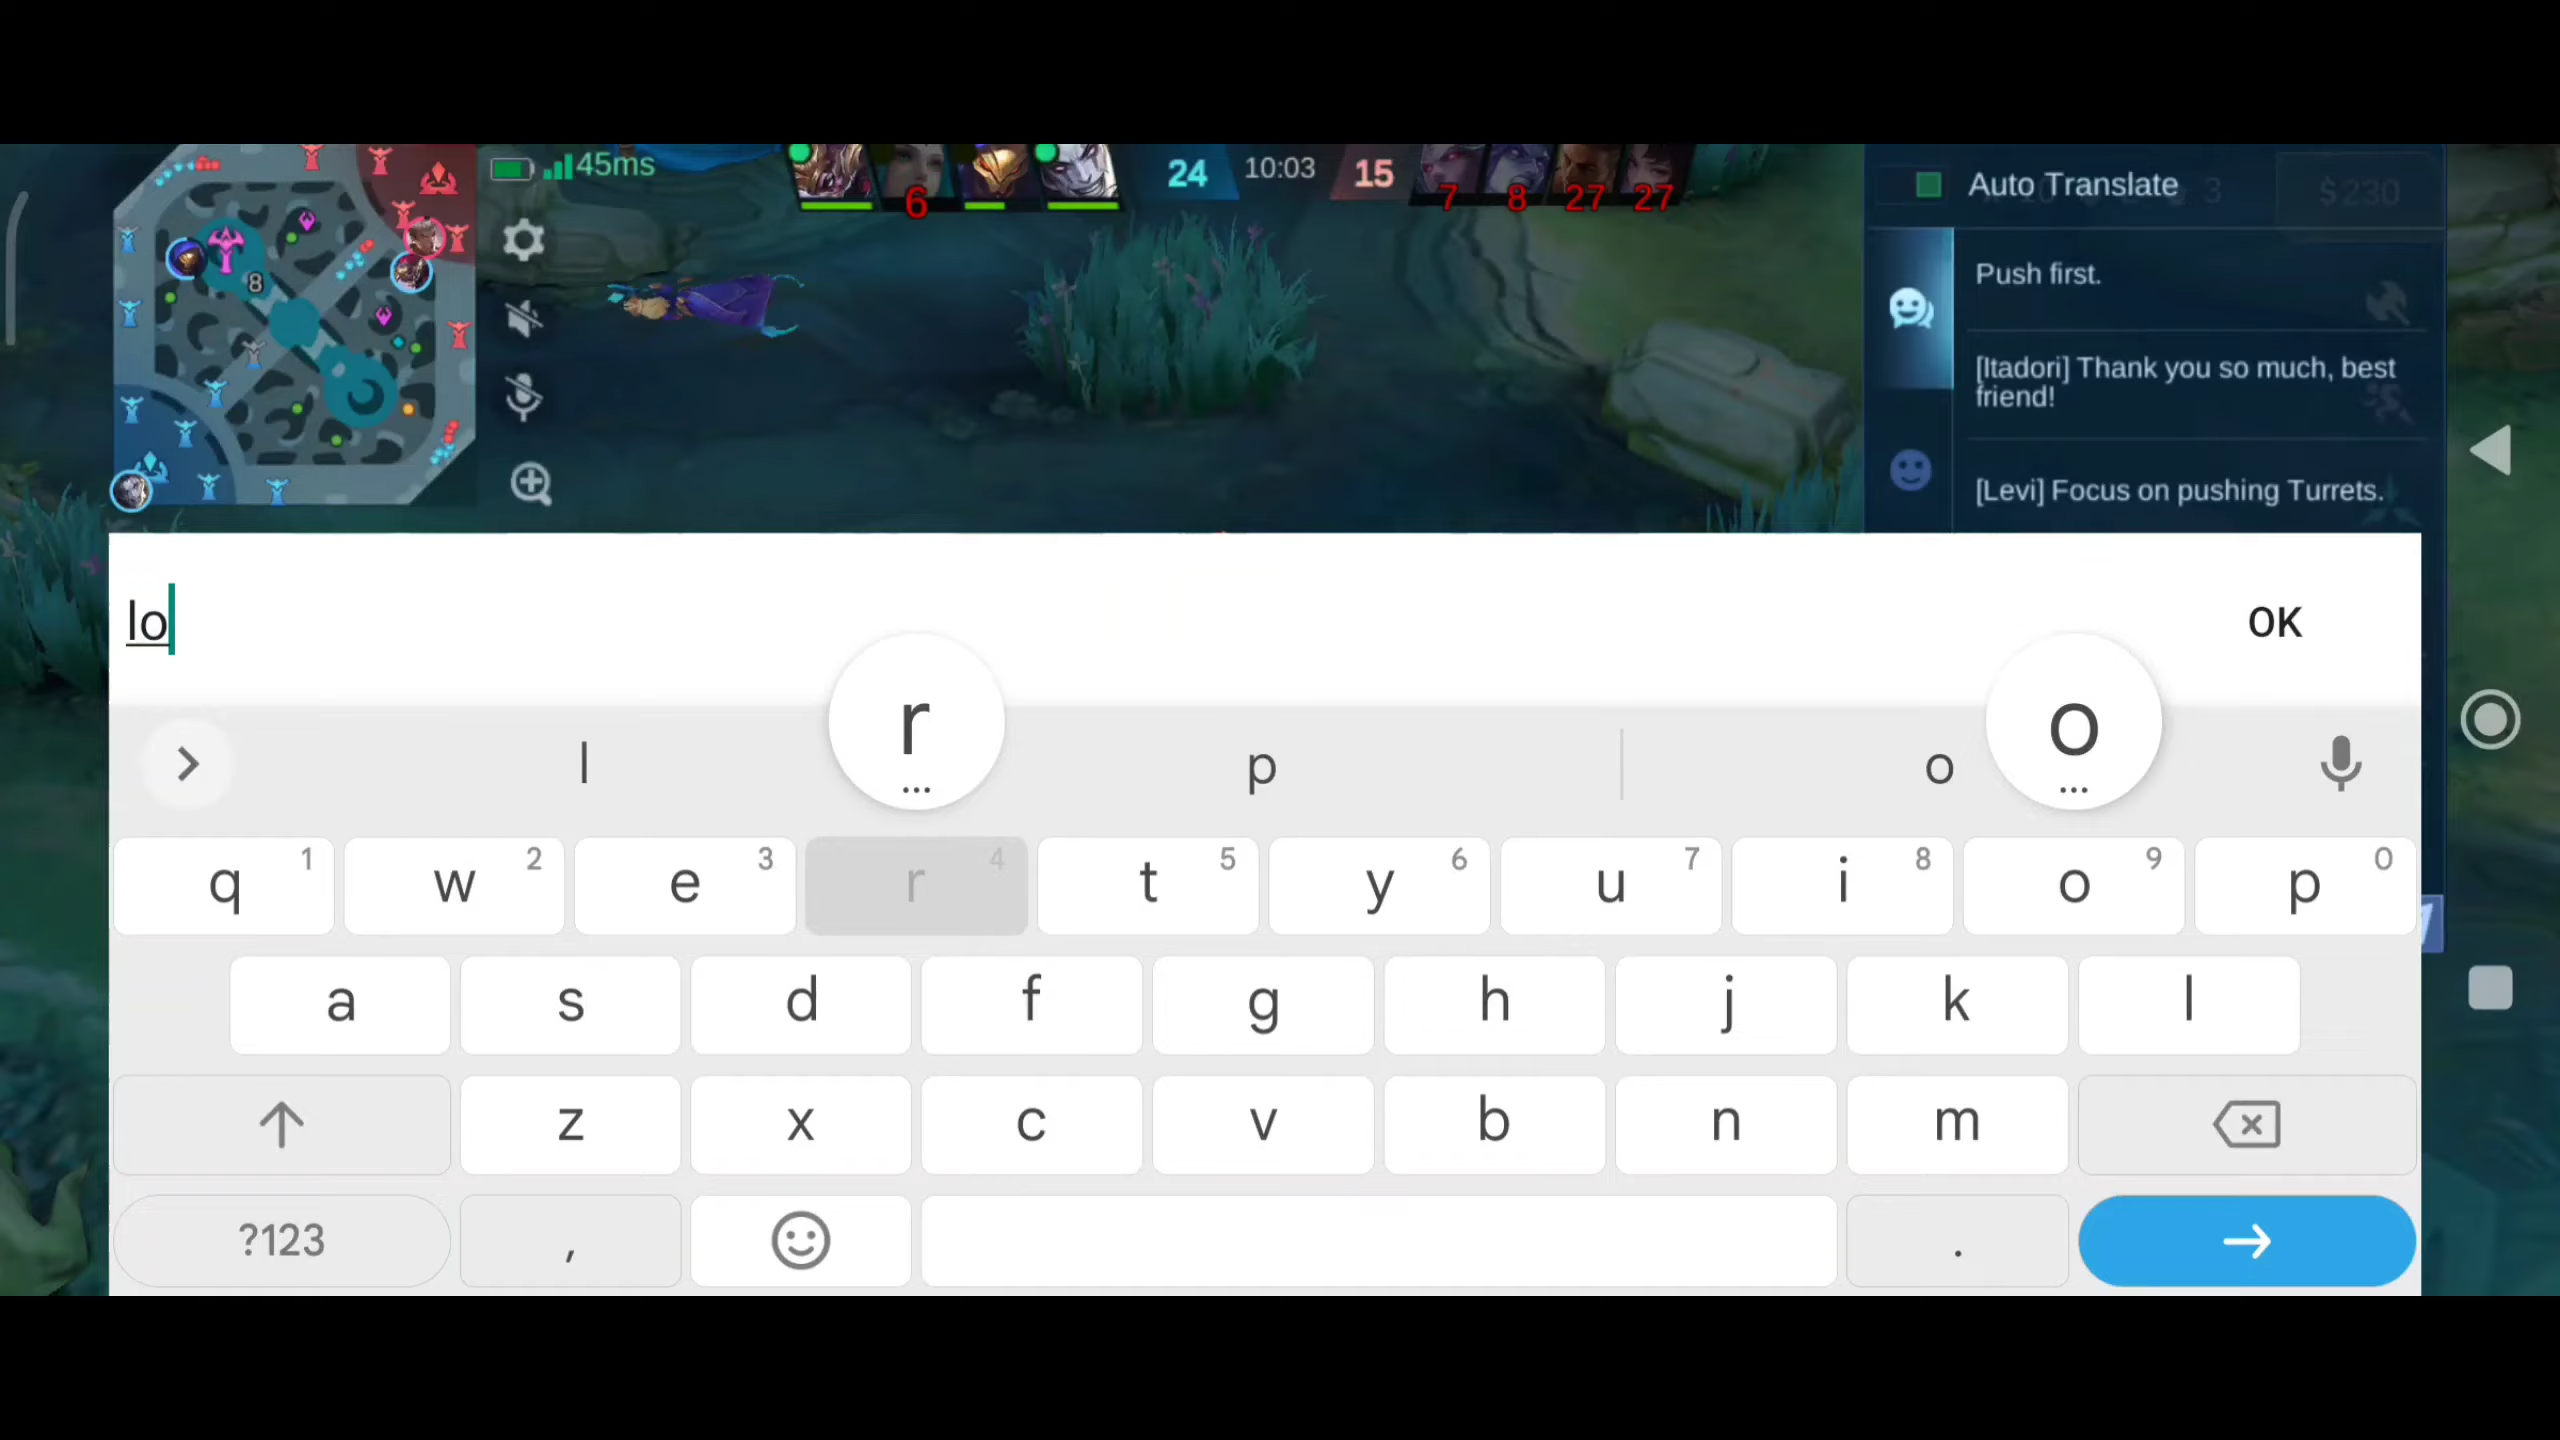 45ms
6
24
10:03
15
7
8
27
27
Auto Translate
$230
8
Push first.
[Itadori] Thank you so much, best
friend!
[Levi] Focus on pushing Turrets.
lo
OK
r
...
o
...
l
p
o
q 1 w 2 e 3 r 4 t 5 y 6 u 7 i 8 o 9 p 0
a s d f g h j k l
z x c v b n m
?123 , .